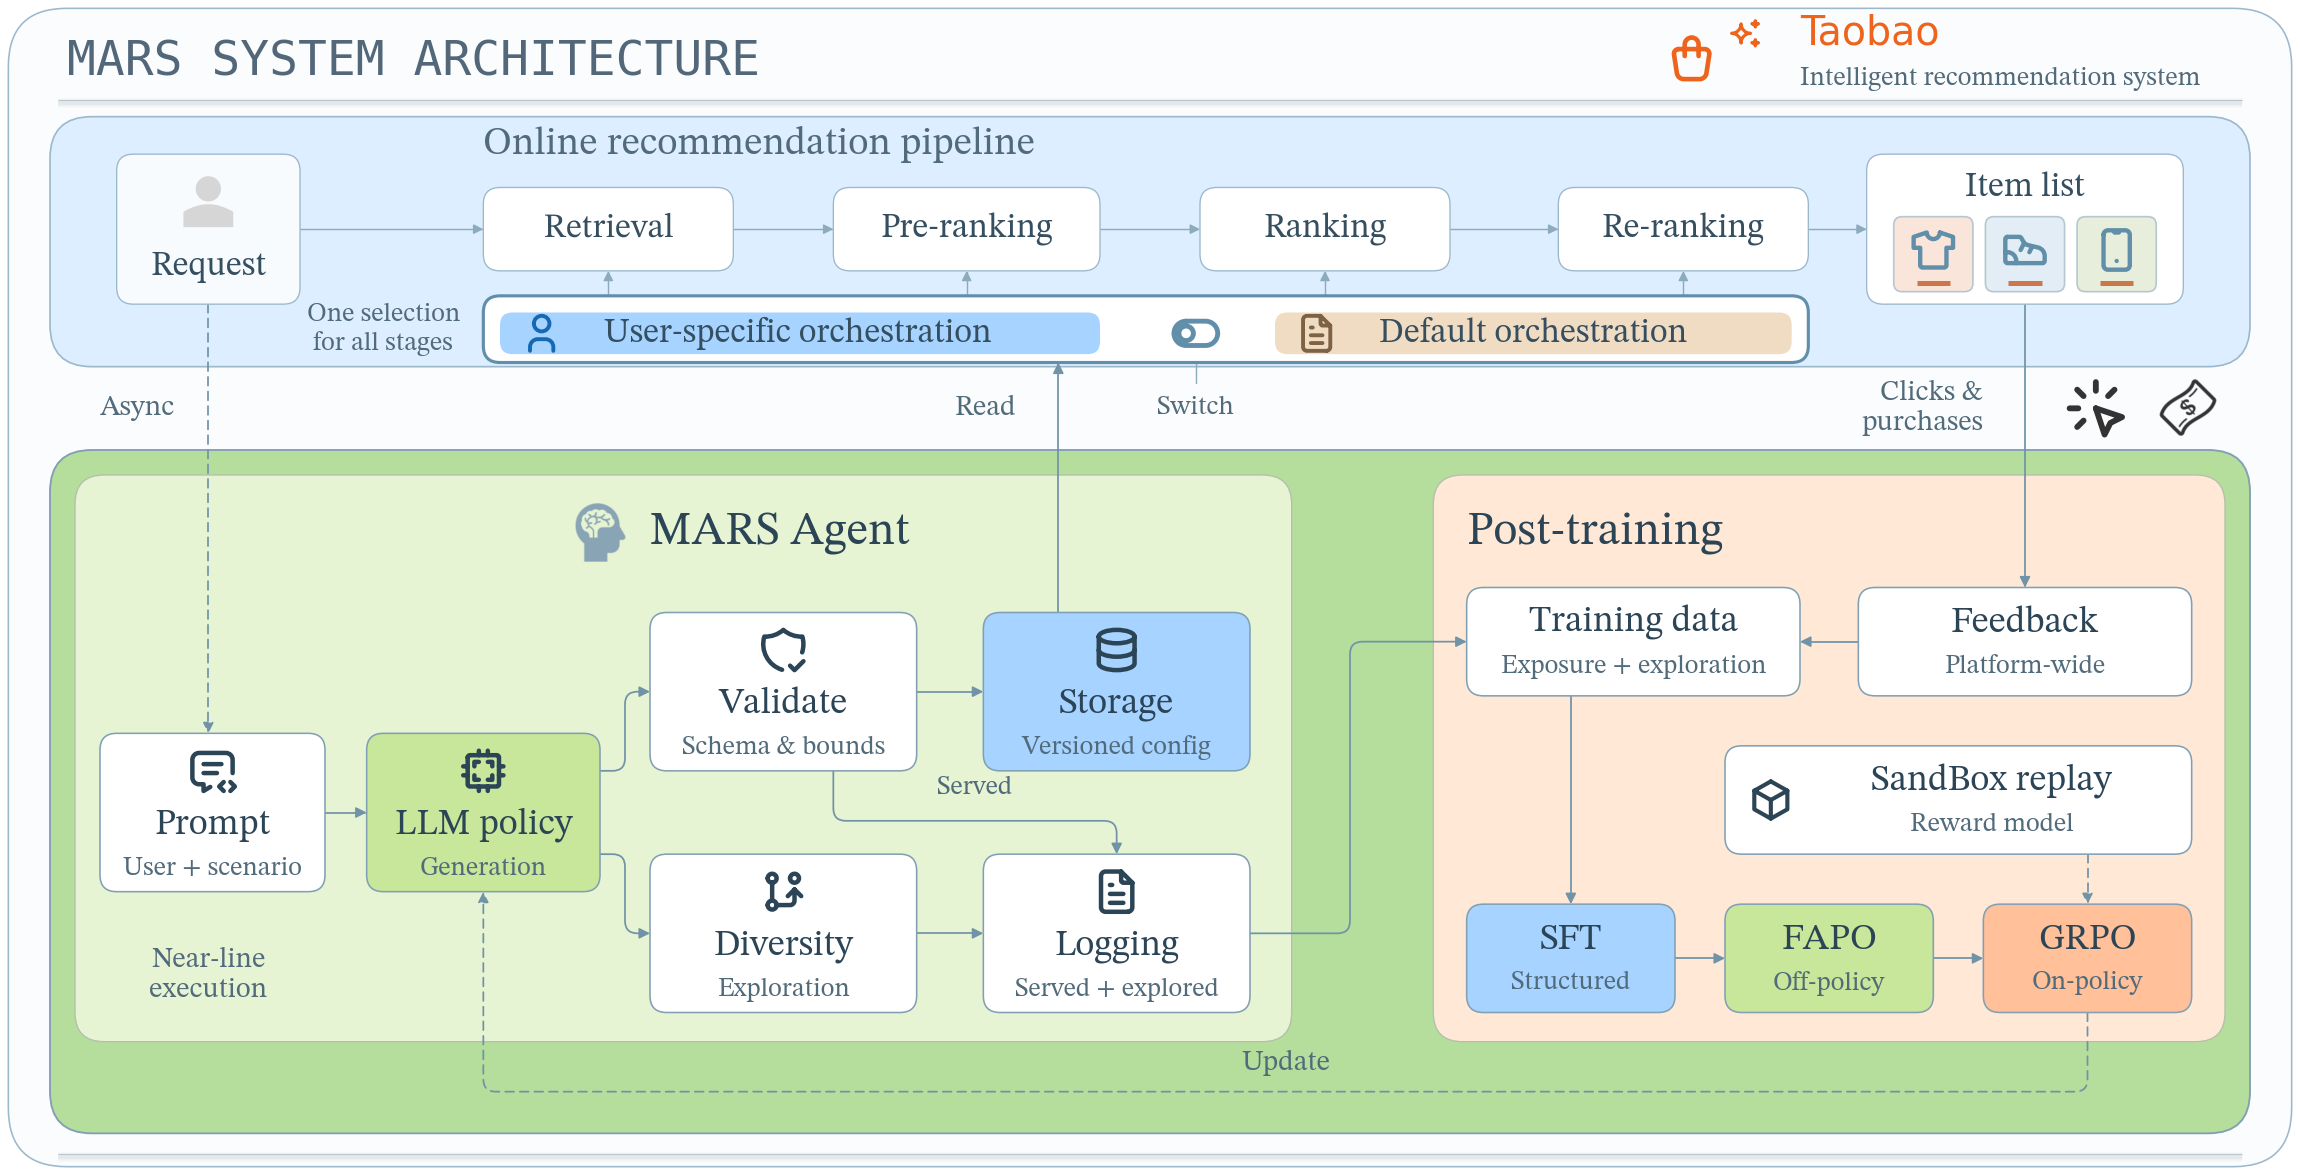 MARS SYSTEM ARCHITECTURE
Taobao
Intelligent recommendation system
Online recommendation pipeline
Request
Retrieval
Pre-ranking
Ranking
Re-ranking
Item list
One selection
for all stages
User-specific orchestration
Default orchestration
Async
Read
Switch
Clicks &
purchases
MARS Agent
Prompt
User + scenario
LLM policy
Generation
Validate
Schema & bounds
Storage
Versioned config
Served
Diversity
Exploration
Logging
Served + explored
Near-line
execution
Post-training
Training data
Exposure + exploration
Feedback
Platform-wide
SandBox replay
Reward model
SFT
Structured
FAPO
Off-policy
GRPO
On-policy
Update